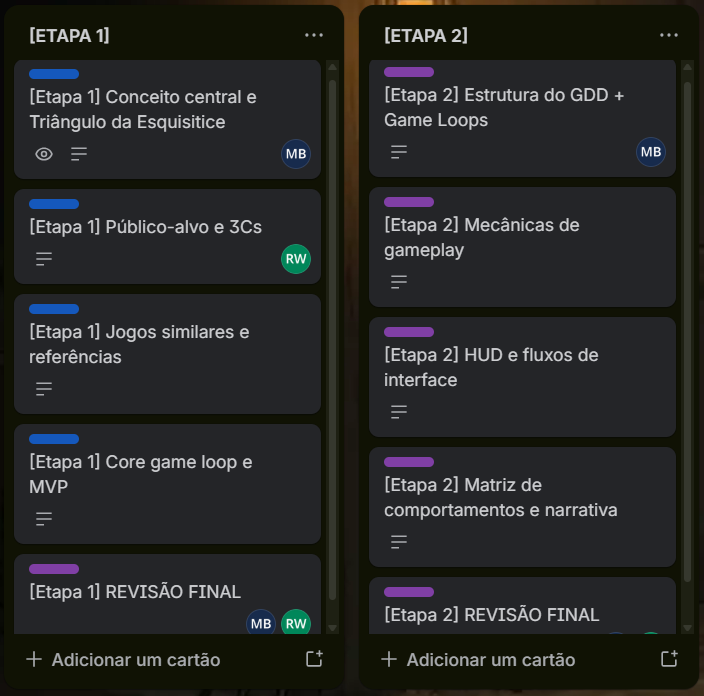 [ETAPA 1]
[Etapa 1] Conceito central e
Triângulo da Esquisitice
MB
[Etapa 1] Público-alvo e 3Cs
RW
[Etapa 1] Jogos similares e
referências
[Etapa 1] Core game loop e
MVP
[Etapa 1] REVISÃO FINAL
MB RW
Adicionar um cartão
[ETAPA 2]
[Etapa 2] Estrutura do GDD +
Game Loops
MB
[Etapa 2] Mecânicas de
gameplay
[Etapa 2] HUD e fluxos de
interface
[Etapa 2] Matriz de
comportamentos e narrativa
[Etapa 2] REVISÃO FINAL
Adicionar um cartão